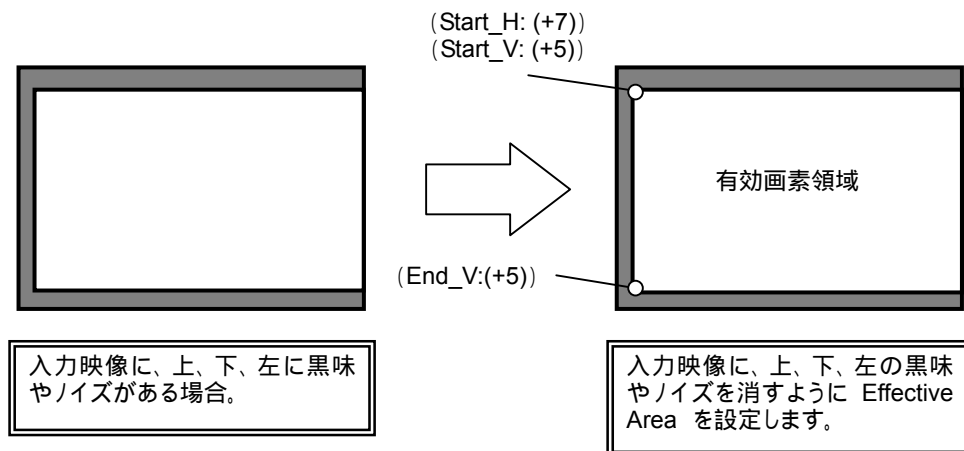 (Start_H: (+7))
(Start_V: (+5))
有効画素領域
(End_V:(+5))
入力映像に、上、下、左に黒味
やノイズがある場合。
入力映像に、上、下、左の黒味
やノイズを消すように Effective
Area を設定します。